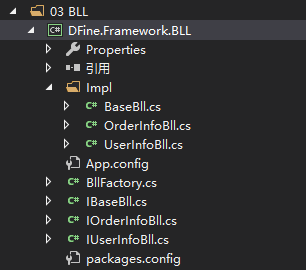 03 BLL
DFine.Framework.BLL
Properties
引用
Impl
BaseBll.cs
OrderInfoBll.cs
UserInfoBll.cs
App.config
BllFactory.cs
IBaseBll.cs
IOrderInfoBll.cs
IUserInfoBll.cs
packages.config